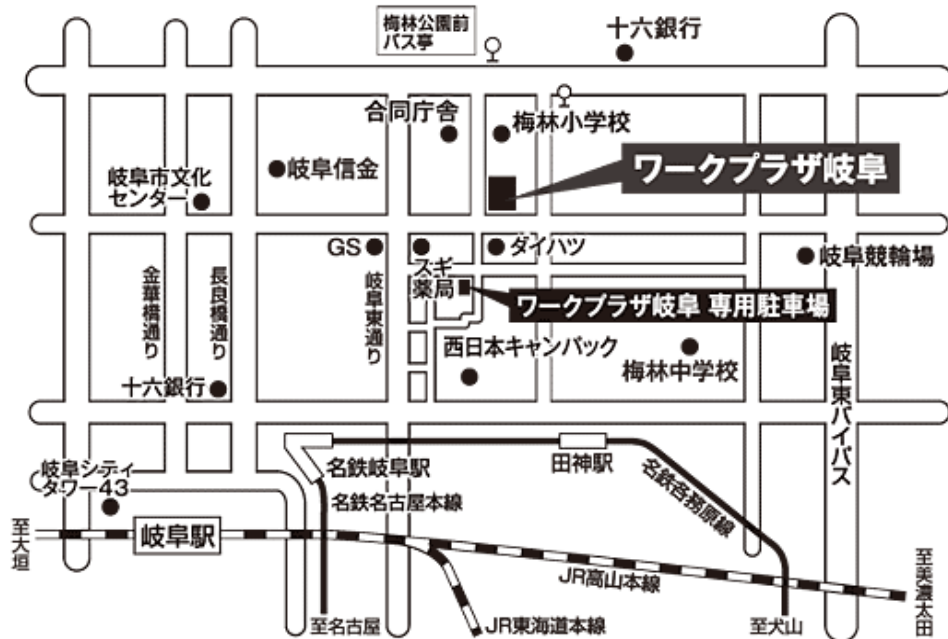 梅林公園前
バス亭
十六銀行
合同庁舎
梅林小学校
岐阜信金
ワークプラザ岐阜
岐阜市文化
センター
GS
スギ
薬局
ダイハツ
岐阜競輪場
金華橋通り
長良橋通り
岐阜東通り
ワークプラザ岐阜 専用駐車場
西日本キャンパック
梅林中学校
岐阜東バイパス
十六銀行
岐阜シティ
タワー43
名鉄岐阜駅
田神駅
名鉄各務原線
名鉄名古屋本線
至大垣
岐阜駅
JR高山本線
至美濃太田
至名古屋
JR東海道本線
至犬山